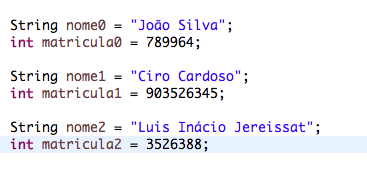 String nome0 = "João Silva";
int matricula0 = 789964;
String nome1 = "Ciro Cardoso";
int matricula1 = 903526345;
String nome2 = "Luis Inácio Jereissat";
int matricula2 = 3526388;